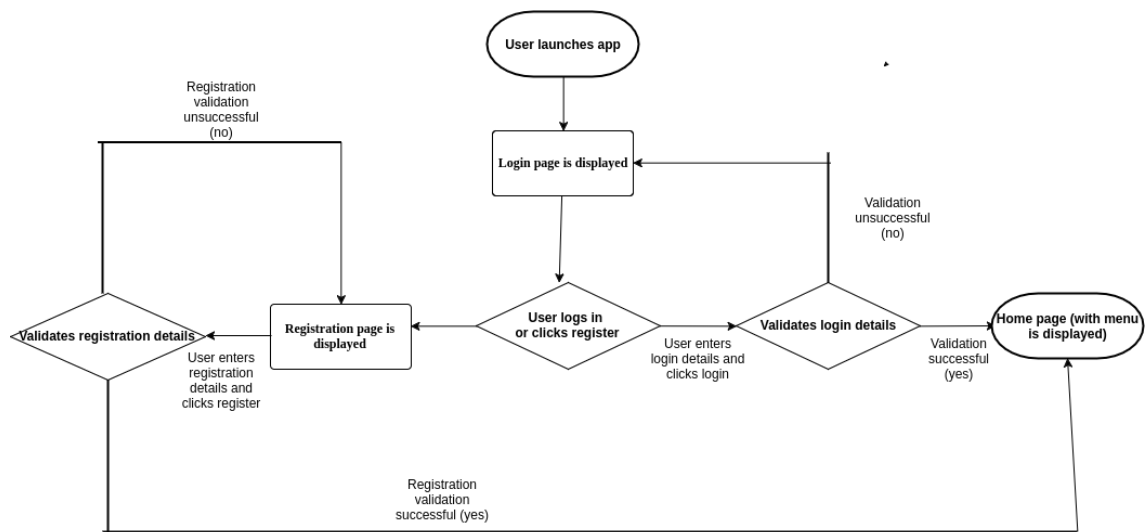 User launches app
Registration
validation
unsuccessful
(no)
Login page is displayed
Validation
unsuccessful
(no)
Validates registration details
Registration page is
displayed
User logs in
or clicks register
Validates login details
Home page (with menu
is displayed)
User enters
registration
details and
clicks register
User enters
login details and
clicks login
Validation
successful
(yes)
Registration
validation
successful (yes)